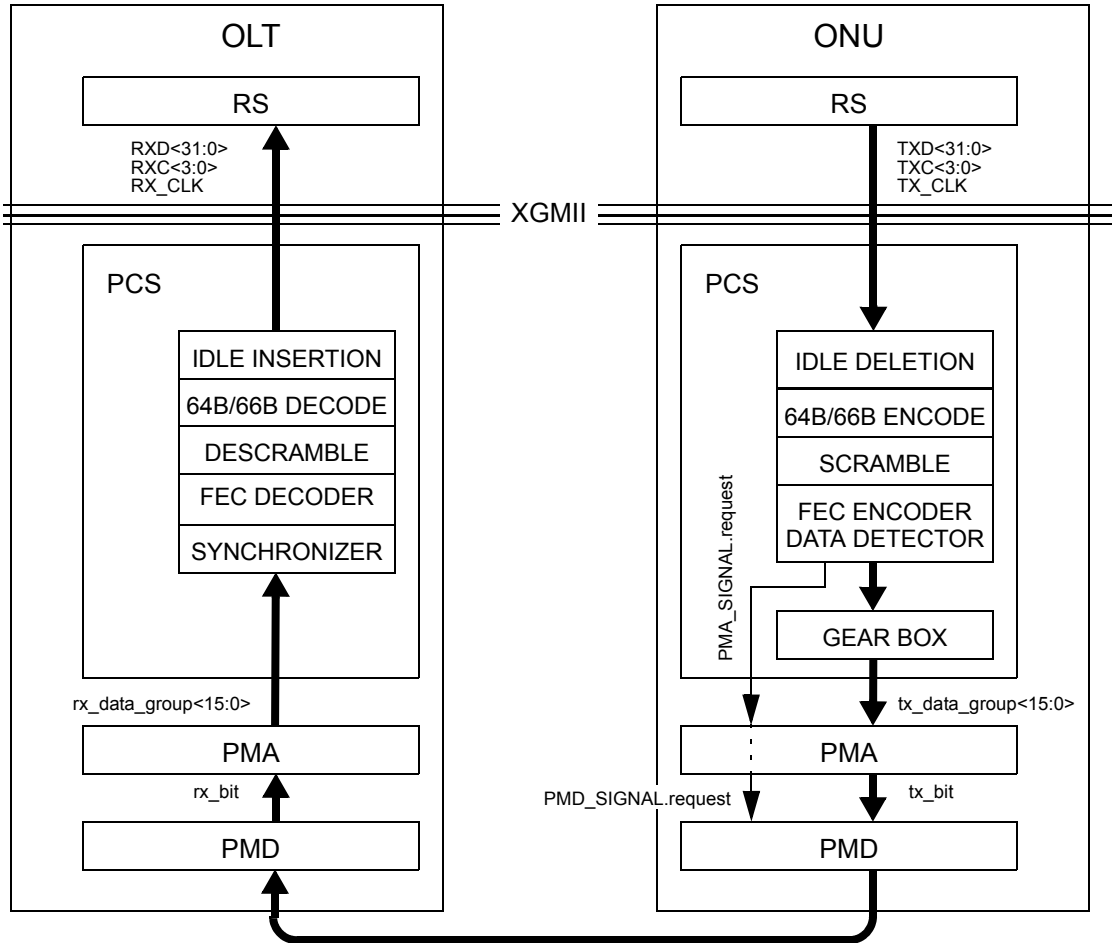 OLT
RS
RXD<31:0>
RXC<3:0>
RX_CLK
XGMII
PCS
IDLE INSERTION
64B/66B DECODE
DESCRAMBLE
FEC DECODER
SYNCHRONIZER
rx_data_group<15:0>
PMA
rx_bit
PMD
ONU
RS
TXD<31:0>
TXC<3:0>
TX_CLK
PCS
IDLE DELETION
64B/66B ENCODE
SCRAMBLE
FEC ENCODER
DATA DETECTOR
PMA_SIGNAL.request
GEAR BOX
tx_data_group<15:0>
PMA
PMD_SIGNAL.request
tx_bit
PMD